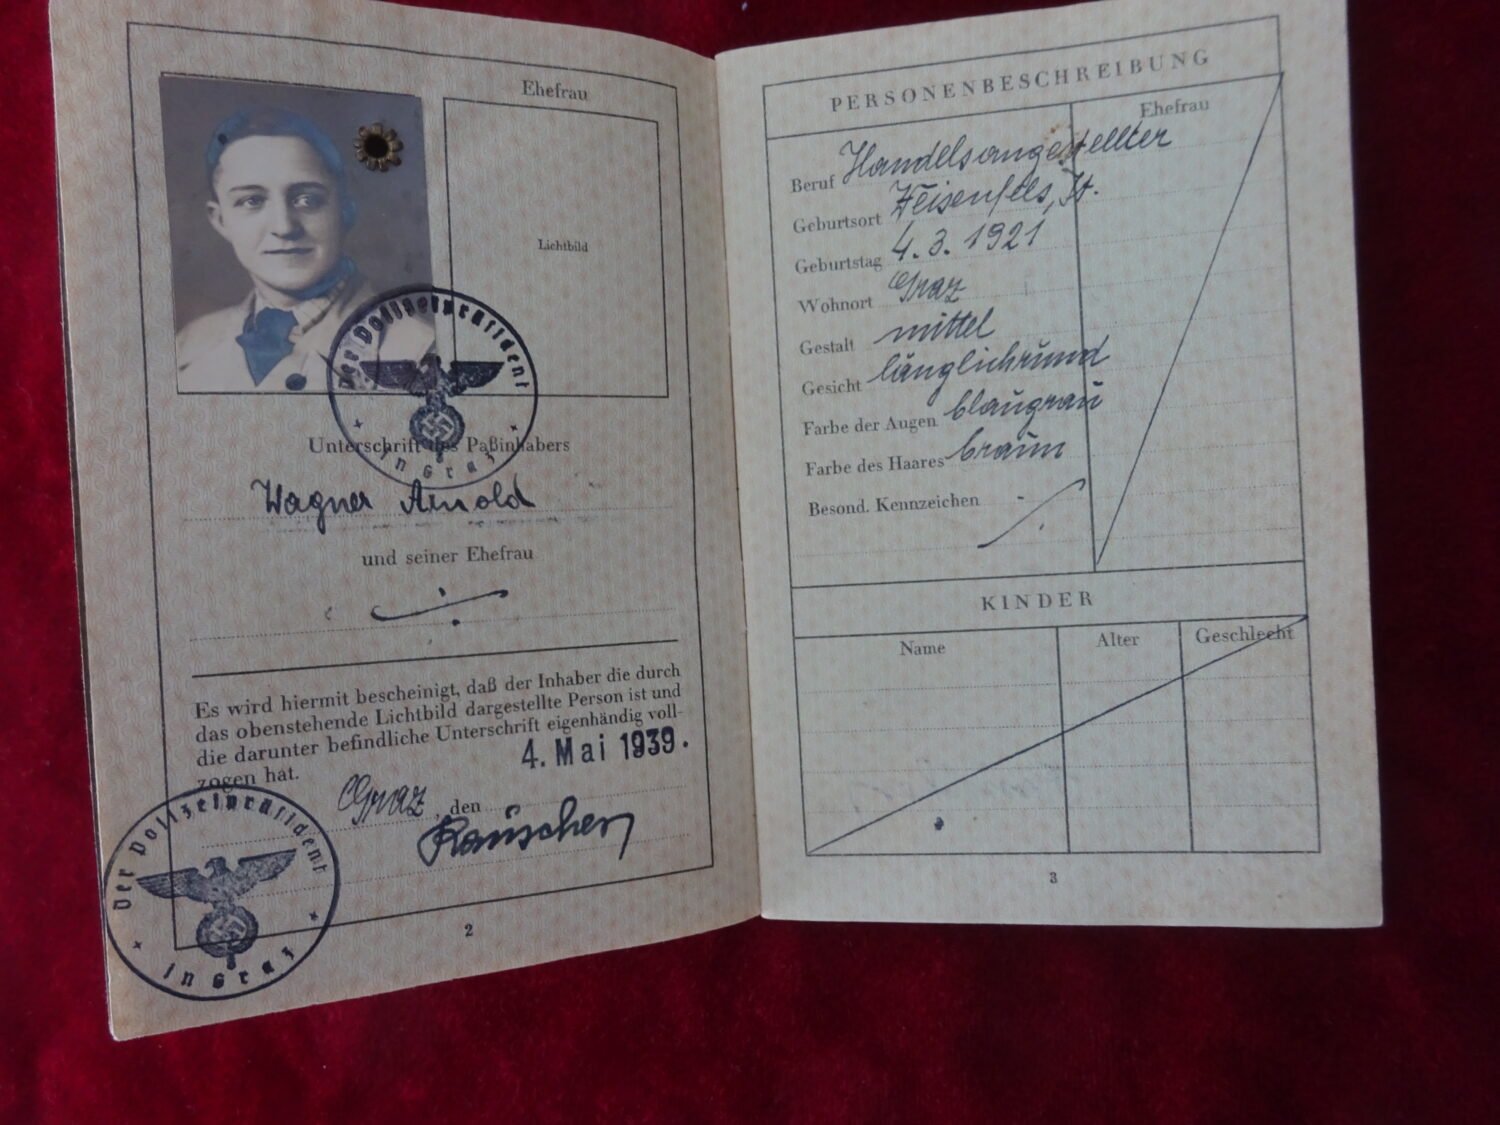 Ehefrau
Lichtbild
Der Polizeipräsident
in Graz
Unterschrift des Paßinhabers
Wagner Arnold
und seiner Ehefrau
Es wird hiermit bescheinigt, daß der Inhaber die durch
das obenstehende Lichtbild dargestellte Person ist und
die darunter befindliche Unterschrift eigenhändig voll-
zogen hat.
4. Mai 1939.
Graz, den
Rauscher
Der Polizeipräsident
in Graz
2
PERSONENBESCHREIBUNG
Ehefrau
Beruf Handelsangestellter
Geburtsort Weisenfels, It.
Geburtstag 4.3.1921
Wohnort Graz
Gestalt mittel
Gesicht länglichrund
Farbe der Augen blaugrau
Farbe des Haares braun
Besond. Kennzeichen
KINDER
Name Alter Geschlecht
3